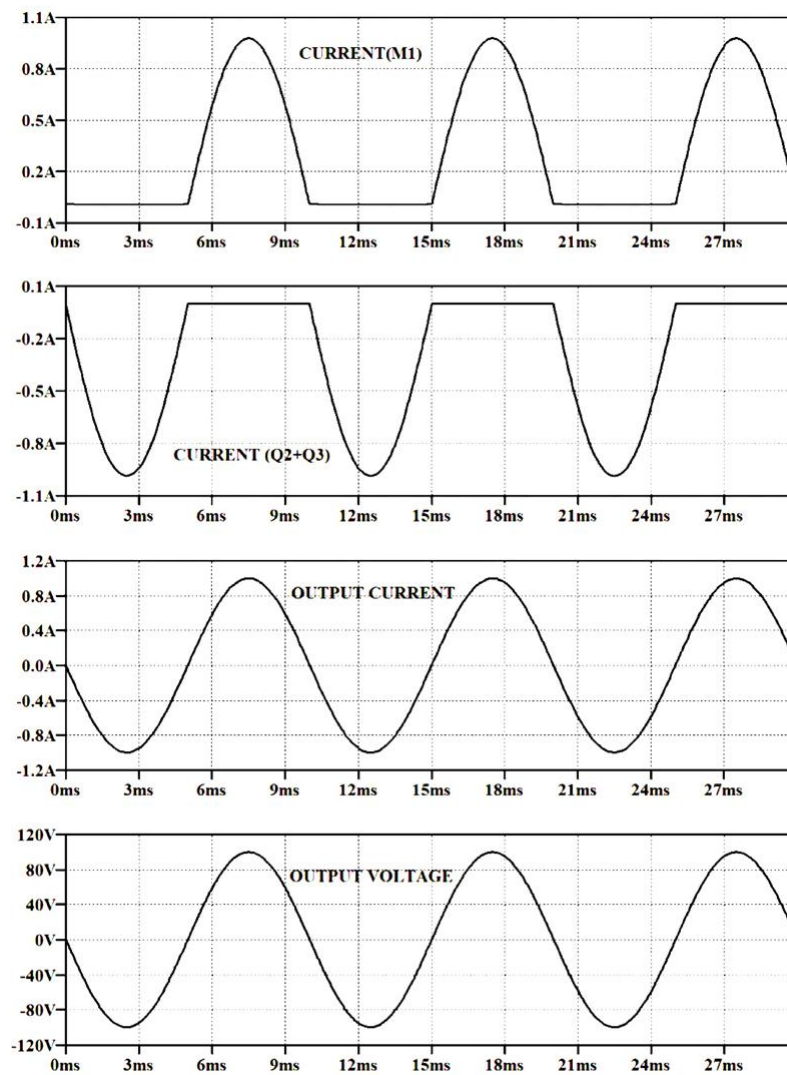 1.1A
CURRENT(M1)
0.8A
0.5A
0.2A
-0.1A
0ms 3ms 6ms 9ms 12ms 15ms 18ms 21ms 24ms 27ms
0.1A
-0.2A
-0.5A
-0.8A
CURRENT (Q2+Q3)
-1.1A
0ms 3ms 6ms 9ms 12ms 15ms 18ms 21ms 24ms 27ms
1.2A
0.8A
OUTPUT CURRENT
0.4A
0.0A
-0.4A
-0.8A
-1.2A
0ms 3ms 6ms 9ms 12ms 15ms 18ms 21ms 24ms 27ms
120V
80V
OUTPUT VOLTAGE
40V
0V
-40V
-80V
-120V
0ms 3ms 6ms 9ms 12ms 15ms 18ms 21ms 24ms 27ms